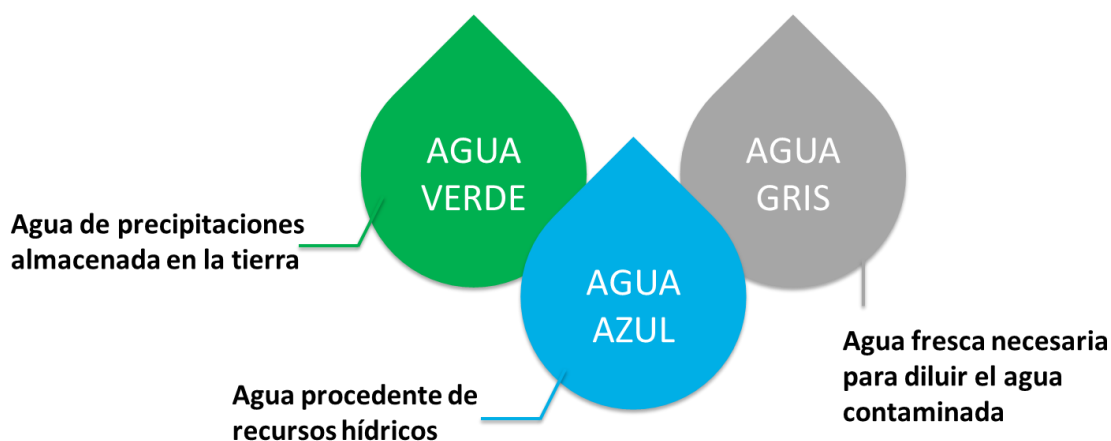 AGUA
VERDE
Agua de precipitaciones
almacenada en la tierra
AGUA
AZUL
Agua procedente de
recursos hídricos
AGUA
GRIS
Agua fresca necesaria
para diluir el agua
contaminada